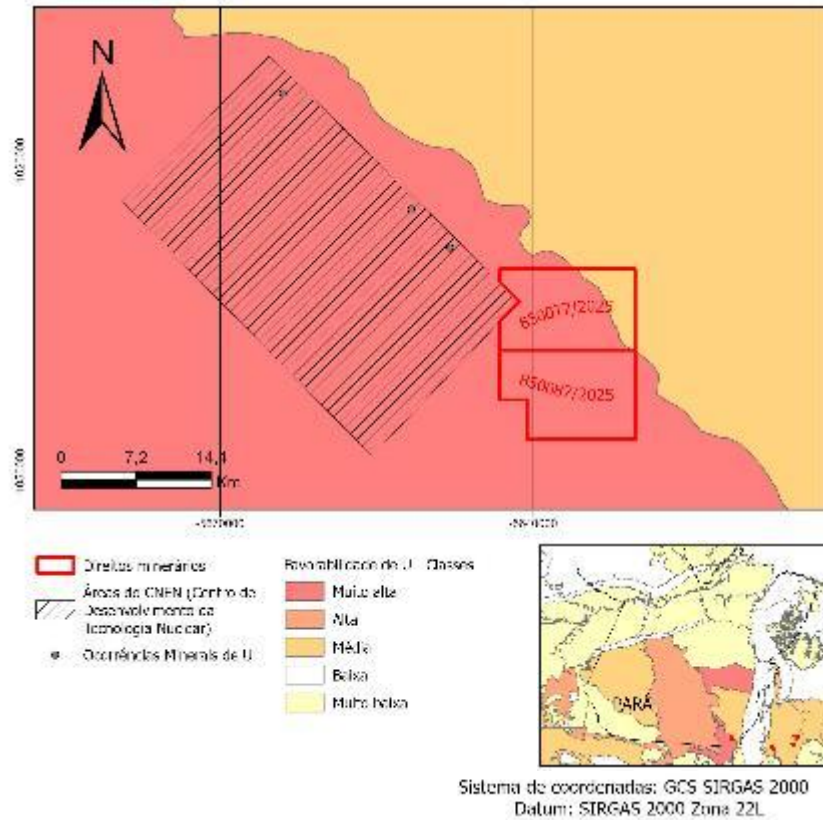 N
850077/2025
850087/2025
0 7,2 14,4
Km
Direitos minerários
Áreas do CNEN (Centro de
Desenvolvimento da
Tecnologia Nuclear)
Ocorrências Minerais de U
Favorabilidade de U Classes
Muito alta
Alta
Média
Baixa
Muito baixa
PARÁ
Sistema de coordenadas: GCS SIRGAS 2000
Datum: SIRGAS 2000 Zona 22L